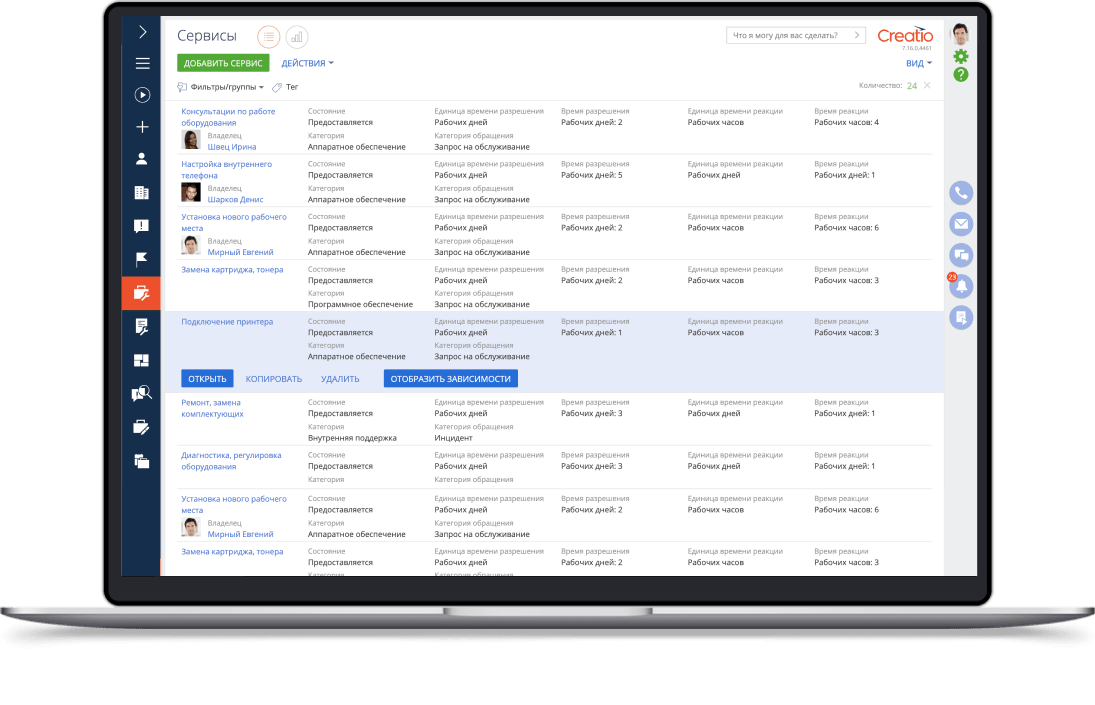 Сервисы
Что я могу для вас сделать?
Creatio
7.16.0.4461
ДОБАВИТЬ СЕРВИС ДЕЙСТВИЯ
ВИД
Фильтры/группы Тег
Количество: 24
Консультации по работе оборудования
Владелец
Швец Ирина
Состояние Единица времени разрешения Время разрешения Единица времени реакции Время реакции
Предоставляется Рабочих дней Рабочих дней: 2 Рабочих часов Рабочих часов: 4
Категория Категория обращения
Аппаратное обеспечение Запрос на обслуживание
Настройка внутреннего телефона
Владелец
Шарков Денис
Состояние Единица времени разрешения Время разрешения Единица времени реакции Время реакции
Предоставляется Рабочих дней Рабочих дней: 5 Рабочих дней Рабочих дней: 1
Категория Категория обращения
Аппаратное обеспечение Запрос на обслуживание
Установка нового рабочего места
Владелец
Мирный Евгений
Состояние Единица времени разрешения Время разрешения Единица времени реакции Время реакции
Предоставляется Рабочих дней Рабочих дней: 2 Рабочих часов Рабочих часов: 6
Категория Категория обращения
Аппаратное обеспечение Запрос на обслуживание
Замена картриджа, тонера
Состояние Единица времени разрешения Время разрешения Единица времени реакции Время реакции
Предоставляется Рабочих дней Рабочих дней: 2 Рабочих часов Рабочих часов: 3
Категория Категория обращения
Программное обеспечение Запрос на обслуживание
23
Подключение принтера
Состояние Единица времени разрешения Время разрешения Единица времени реакции Время реакции
Предоставляется Рабочих дней Рабочих дней: 1 Рабочих часов Рабочих часов: 3
Категория Категория обращения
Аппаратное обеспечение Запрос на обслуживание
ОТКРЫТЬ КОПИРОВАТЬ УДАЛИТЬ ОТОБРАЗИТЬ ЗАВИСИМОСТИ
Ремонт, замена комплектующих
Состояние Единица времени разрешения Время разрешения Единица времени реакции Время реакции
Предоставляется Рабочих дней Рабочих дней: 3 Рабочих дней Рабочих дней: 1
Категория Категория обращения
Внутренняя поддержка Инцидент
Диагностика, регулировка оборудования
Состояние Единица времени разрешения Время разрешения Единица времени реакции Время реакции
Предоставляется Рабочих дней Рабочих дней: 3 Рабочих дней Рабочих дней: 1
Категория Категория обращения
Установка нового рабочего места
Владелец
Мирный Евгений
Состояние Единица времени разрешения Время разрешения Единица времени реакции Время реакции
Предоставляется Рабочих дней Рабочих дней: 2 Рабочих часов Рабочих часов: 6
Категория Категория обращения
Аппаратное обеспечение Запрос на обслуживание
Замена картриджа, тонера
Состояние Единица времени разрешения Время разрешения Единица времени реакции Время реакции
Предоставляется Рабочих дней Рабочих дней: 2 Рабочих часов Рабочих часов: 3
Категория Категория обращения